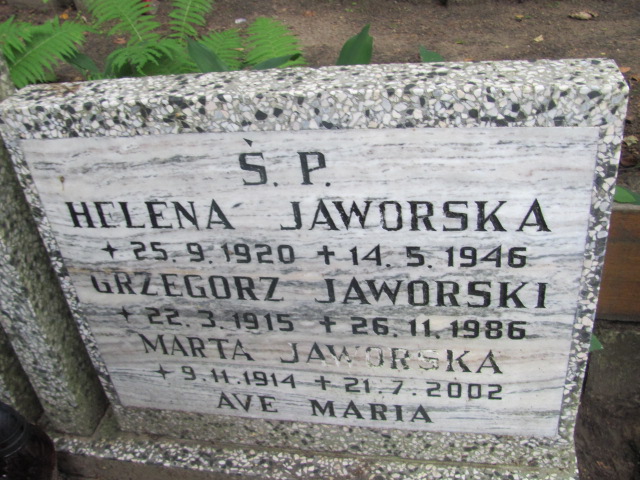 Ś. P.
HELENA JAWORSKA
+25.9.1920 +14.5.1946
GRZEGORZ JAWORSKI
+22.3.1915 +26.11.1986
MARTA JAWORSKA
+9.11.1914 +21.7.2002
AVE MARIA